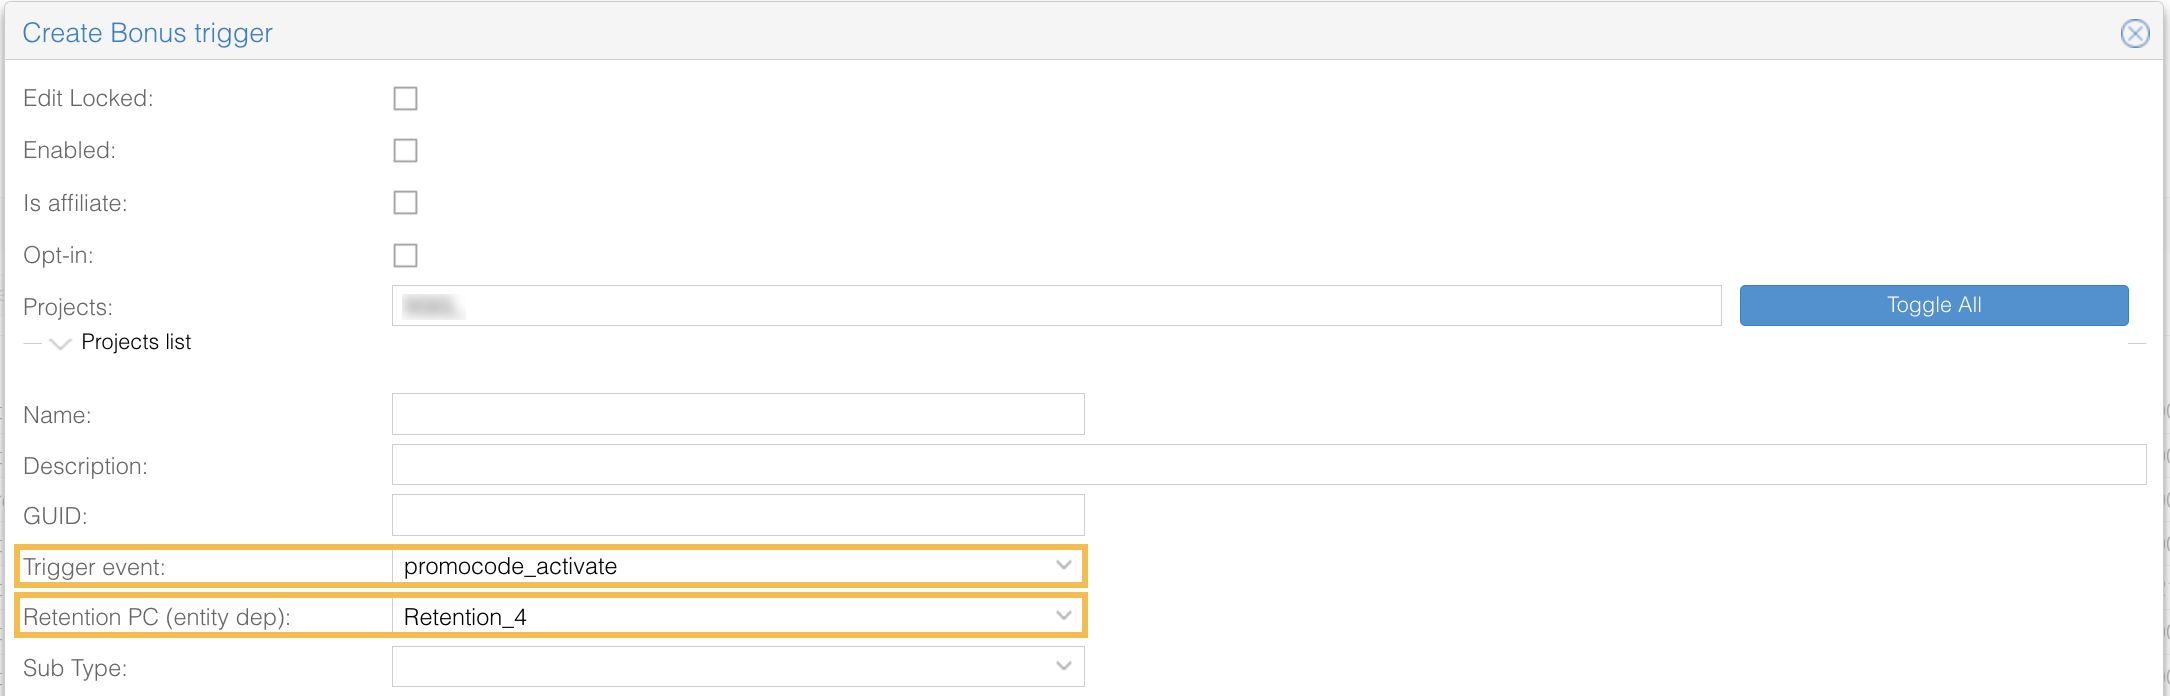 Create Bonus trigger
Edit Locked:
Enabled:
Is affiliate:
Opt-in:
Projects: Toggle All
Projects list
Name:
Description:
GUID:
Trigger event: promocode_activate
Retention PC (entity dep): Retention_4
Sub Type: